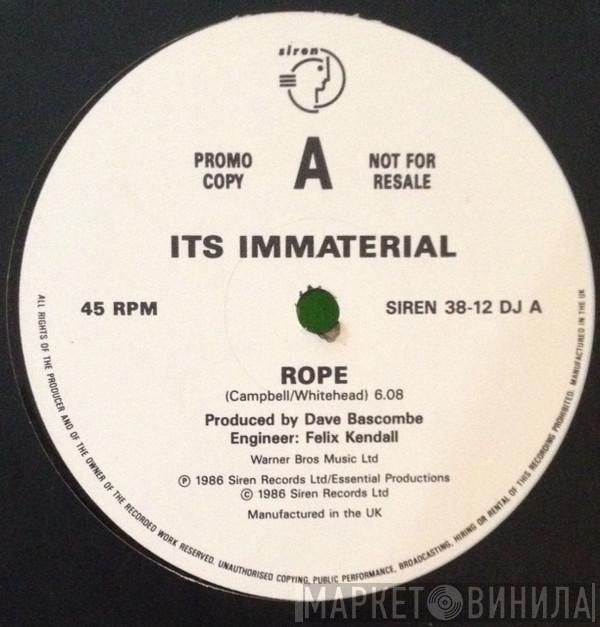 siren
PROMO COPY
A
NOT FOR RESALE
ITS IMMATERIAL
45 RPM
SIREN 38-12 DJ A
ROPE
(Campbell/Whitehead) 6.08
Produced by Dave Bascombe
Engineer: Felix Kendall
Warner Bros Music Ltd
℗ 1986 Siren Records Ltd/Essential Productions
© 1986 Siren Records Ltd
Manufactured in the UK
ALL RIGHTS OF THE PRODUCER AND OF THE OWNER OF THE RECORDED WORK RESERVED. UNAUTHORISED COPYING, PUBLIC PERFORMANCE, BROADCASTING, HIRING OR RENTAL OF THIS RECORDING PROHIBITED. MANUFACTURED IN THE UK
МАРКЕТ ВИНИЛА